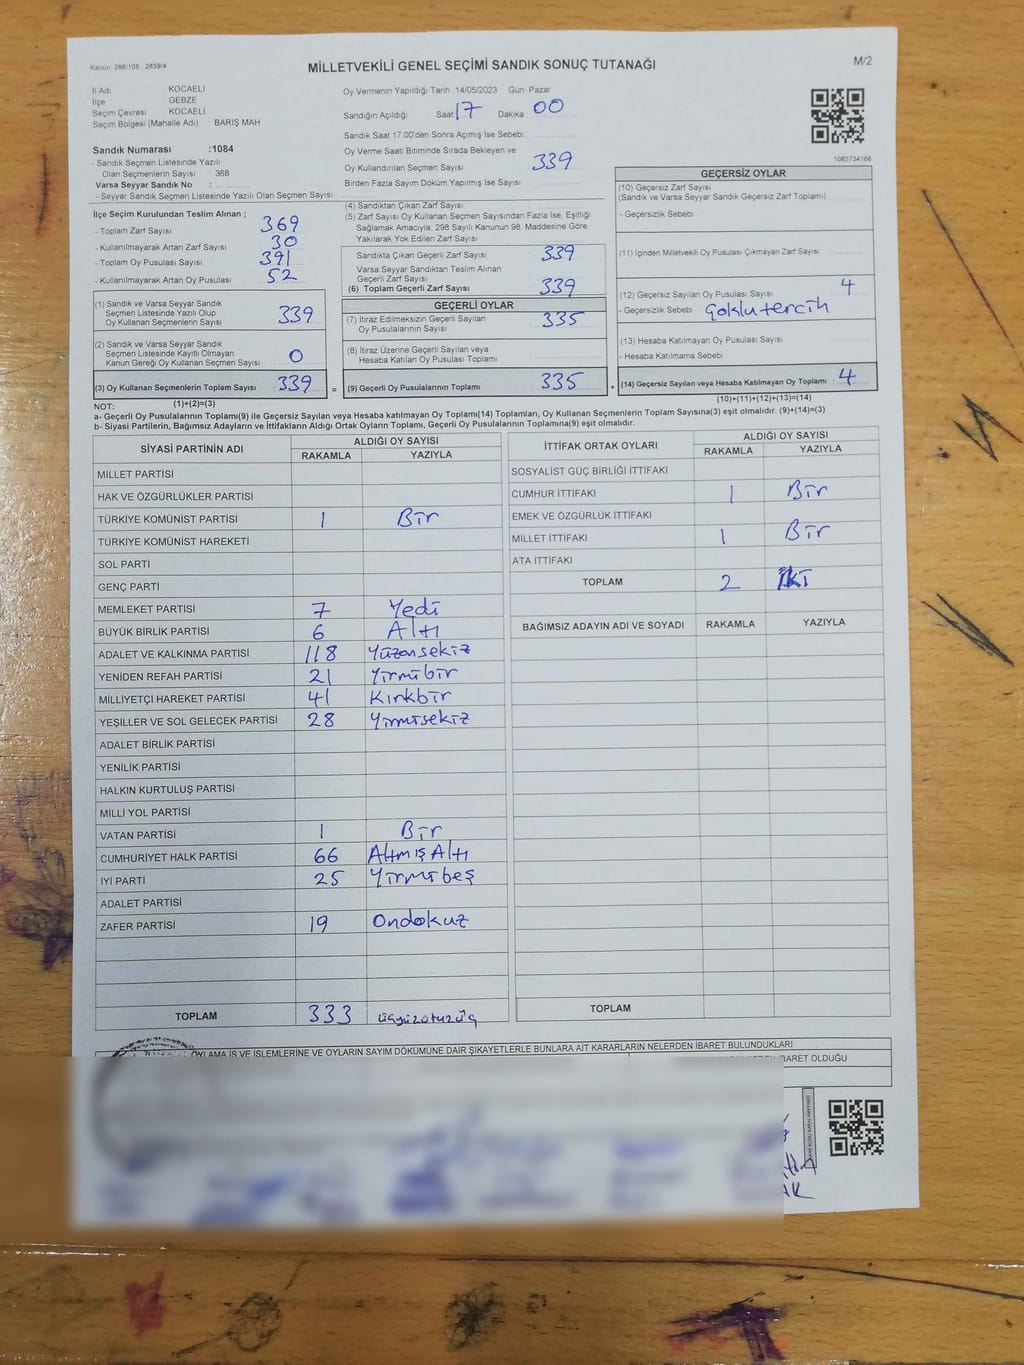 Kanun: 298/105 2839/4
MİLLETVEKİLİ GENEL SEÇİMİ SANDIK SONUÇ TUTANAĞI
M/2
İl Adı KOCAELİ
İlçe GEBZE
Seçim Çevresi KOCAELİ
Seçim Bölgesi (Mahalle Adı) : BARIŞ MAH
Sandık Numarası :1084
- Sandık Seçmen Listesinde Yazılı
Olan Seçmenlerin Sayısı : 368
Varsa Seyyar Sandık No :
- Seyyar Sandık Seçmen Listesinde Yazılı Olan Seçmen Sayısı
İlçe Seçim Kurulundan Teslim Alınan ;
- Toplam Zarf Sayısı 369
- Kullanılmayarak Artan Zarf Sayısı 30
- Toplam Oy Pusulası Sayısı 391
- Kullanılmayarak Artan Oy Pusulası 52
(1) Sandık ve Varsa Seyyar Sandık
Seçmen Listesinde Yazılı Olup
Oy Kullanan Seçmenlerin Sayısı 339
(2) Sandık ve Varsa Seyyar Sandık
Seçmen Listesinde Kayıtlı Olmayan
Kanun Gereği Oy Kullanan Seçmen Sayısı 0
(3) Oy Kullanan Seçmenlerin Toplam Sayısı 339 =
(1)+(2)=(3)
Oy Vermenin Yapıldığı Tarih 14/05/2023 Gün Pazar
Sandığın Açıldığı Saat 17 Dakika 00
Sandık Saat 17:00'den Sonra Açımış İse Sebebi :
Oy Verme Saati Bitiminde Sırada Bekleyen ve
Oy Kullandırılan Seçmen Sayısı 339
Birden Fazla Sayım Döküm Yapılmış İse Sayısı
(4) Sandıktan Çıkan Zarf Sayısı
(5) Zarf Sayısı Oy Kullanan Seçmen Sayısından Fazla İse, Eşitliği
Sağlamak Amacıyla; 298 Sayılı Kanunun 98. Maddesine Göre
Yakılarak Yok Edilen Zarf Sayısı
Sandıkta Çıkan Geçerli Zarf Sayısı 339
Varsa Seyyar Sandıktan Teslim Alınan
Geçerli Zarf Sayısı
(6) Toplam Geçerli Zarf Sayısı 339
GEÇERLİ OYLAR
(7) İtiraz Edilmeksizin Geçerli Sayılan
Oy Pusulalarının Sayısı 335
(8) İtiraz Üzerine Geçerli Sayılan veya
Hesaba Katılan Oy Pusulası Toplamı
(9) Geçerli Oy Pusulalarının Toplamı 335 +
1083734166
GEÇERSİZ OYLAR
(10) Geçersiz Zarf Sayısı
(Sandık ve Varsa Seyyar Sandık Geçersiz Zarf Toplamı)
- Geçersizlik Sebebi
(11) İçinden Milletvekili Oy Pusulası Çıkmayan Zarf Sayısı
(12) Geçersiz Sayılan Oy Pusulası Sayısı 4
- Geçersizlik Sebebi Çoklu tercih
(13) Hesaba Katılmayan Oy Pusulası Sayısı
- Hesaba Katılmama Sebebi
(14) Geçersiz Sayılan veya Hesaba Katılmayan Oy Toplamı 4
(10)+(11)+(12)+(13)=(14)
NOT:
a- Geçerli Oy Pusulalarının Toplamı(9) ile Geçersiz Sayılan veya Hesaba katılmayan Oy Toplamı(14) Toplamları, Oy Kullanan Seçmenlerin Toplam Sayısına(3) eşit olmalıdır. (9)+(14)=(3)
b- Siyasi Partilerin, Bağımsız Adayların ve İttifakların Aldığı Ortak Oyların Toplamı, Geçerli Oy Pusulalarının Toplamına(9) eşit olmalıdır.
SİYASİ PARTİNİN ADI ALDIĞI OY SAYISI
RAKAMLA YAZIYLA
MİLLET PARTİSİ
HAK VE ÖZGÜRLÜKLER PARTİSİ
TÜRKİYE KOMÜNİST PARTİSİ 1 Bir
TÜRKİYE KOMÜNİST HAREKETİ
SOL PARTİ
GENÇ PARTİ
MEMLEKET PARTİSİ 7 Yedi
BÜYÜK BİRLİK PARTİSİ 6 Altı
ADALET VE KALKINMA PARTİSİ 118 Yüzonsekiz
YENİDEN REFAH PARTİSİ 21 Yirmibir
MİLLİYETÇİ HAREKET PARTİSİ 41 Kırkbir
YEŞİLLER VE SOL GELECEK PARTİSİ 28 Yirmisekiz
ADALET BİRLİK PARTİSİ
YENİLİK PARTİSİ
HALKIN KURTULUŞ PARTİSİ
MİLLİ YOL PARTİSİ
VATAN PARTİSİ 1 Bir
CUMHURİYET HALK PARTİSİ 66 Altmış Altı
İYİ PARTİ 25 Yirmibeş
ADALET PARTİSİ
ZAFER PARTİSİ 19 Ondokuz
TOPLAM 333 üçyüzotuzüç
İTTİFAK ORTAK OYLARI ALDIĞI OY SAYISI
RAKAMLA YAZIYLA
SOSYALİST GÜÇ BİRLİĞİ İTTİFAKI
CUMHUR İTTİFAKI 1 Bir
EMEK VE ÖZGÜRLÜK İTTİFAKI
MİLLET İTTİFAKI 1 Bir
ATA İTTİFAKI
TOPLAM 2 İki
BAĞIMSIZ ADAYIN ADI VE SOYADI RAKAMLA YAZIYLA
TOPLAM
OYLAMA İŞ VE İŞLEMLERİNE VE OYLARIN SAYIM DÖKÜMÜNE DAİR ŞİKAYETLERLE BUNLARA AİT KARARLARIN NELERDEN İBARET BULUNDUKLARI
İBARET OLDUĞU